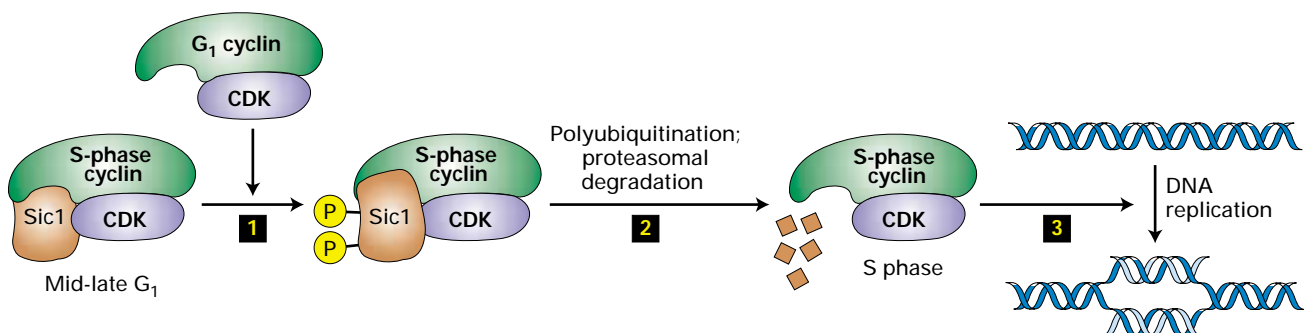 G₁ cyclin
CDK
S-phase
cyclin
Sic1
CDK
Mid-late G₁
1
P
P
S-phase
cyclin
Sic1
CDK
Polyubiquitination;
proteasomal
degradation
2
S-phase
cyclin
CDK
S phase
3
DNA
replication